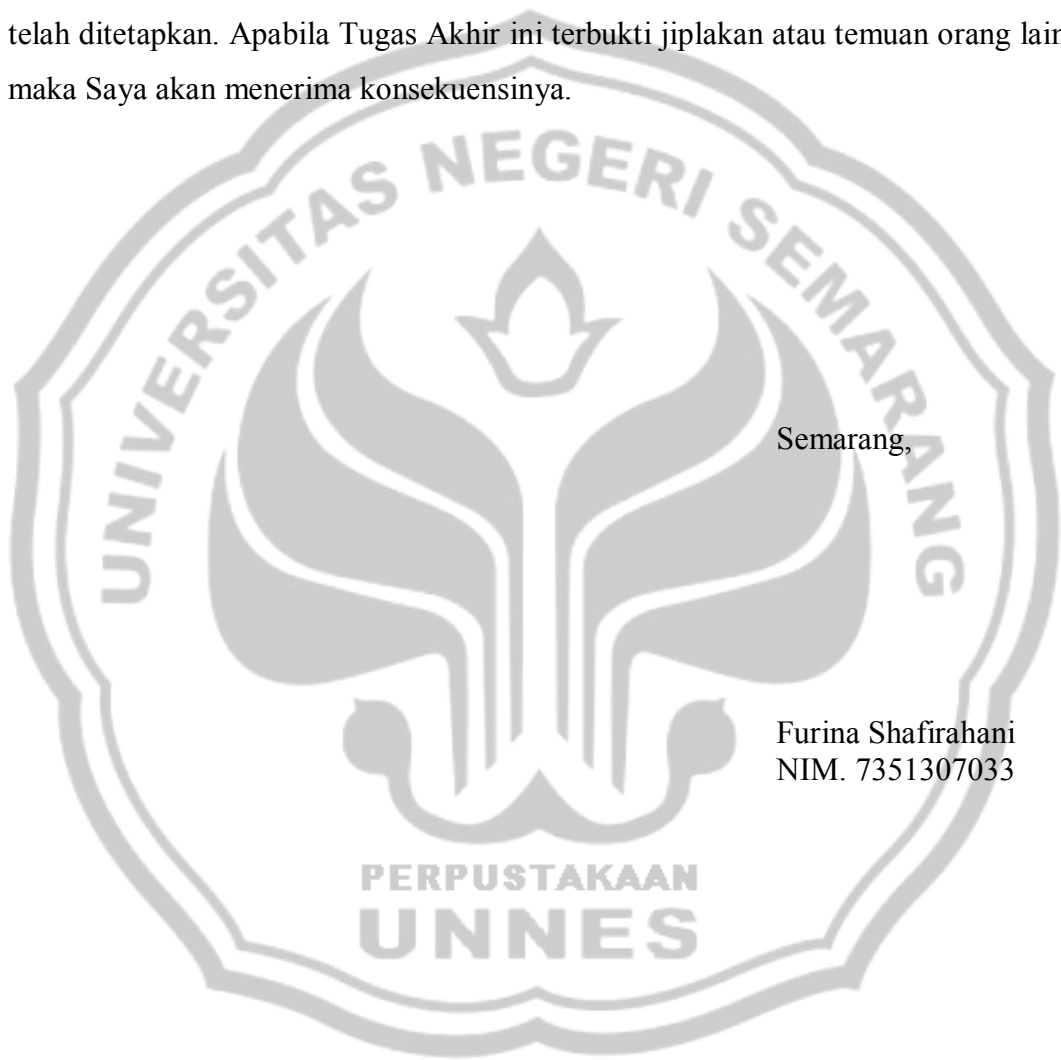 telah ditetapkan. Apabila Tugas Akhir ini terbukti jiplakan atau temuan orang lain
maka Saya akan menerima konsekuensinya.
UNIVERSITAS NEGERI SEMARANG
Semarang,
Furina Shafirahani
NIM. 7351307033
PERPUSTAKAAN
UNNES